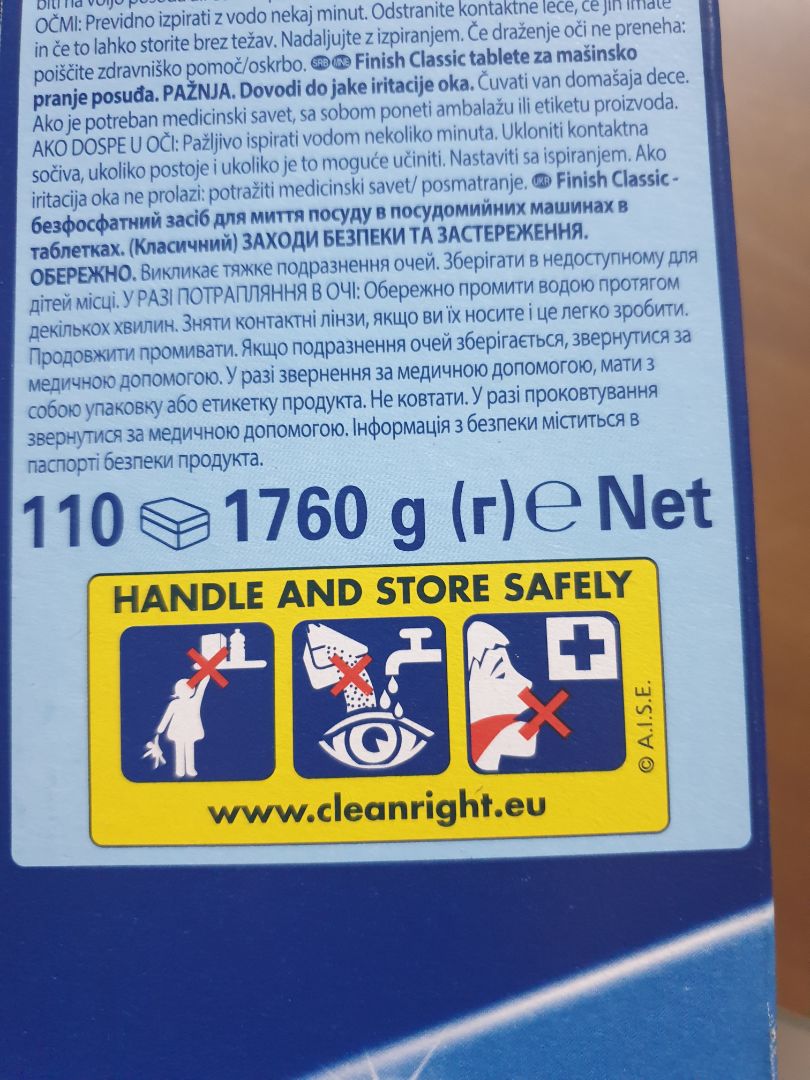 OČMI: Previdno izpirati z vodo nekaj minut. Odstranite kontaktne leče, če jih imate
in če to lahko storite brez težav. Nadaljujte z izpiranjem. Če draženje oči ne preneha:
poiščite zdravniško pomoč/oskrbo. SRB MNE Finish Classic tablete za mašinsko
pranje posuđa. PAŽNJA. Dovodi do jake iritacije oka. Čuvati van domašaja dece.
Ako je potreban medicinski savet, sa sobom poneti ambalažu ili etiketu proizvoda.
AKO DOSPE U OČI: Pažljivo ispirati vodom nekoliko minuta. Ukloniti kontaktna
sočiva, ukoliko postoje i ukoliko je to moguće učiniti. Nastaviti sa ispiranjem. Ako
iritacija oka ne prolazi: potražiti medicinski savet/ posmatranje. UKR Finish Classic -
безфосфатний засіб для миття посуду в посудомийних машинах в
таблетках. (Класичний) ЗАХОДИ БЕЗПЕКИ ТА ЗАСТЕРЕЖЕННЯ.
ОБЕРЕЖНО. Викликає тяжке подразнення очей. Зберігати в недоступному для
дітей місці. У РАЗІ ПОТРАПЛЯННЯ В ОЧІ: Обережно промити водою протягом
декількох хвилин. Зняти контактні лінзи, якщо ви їх носите і це легко зробити.
Продовжити промивати. Якщо подразнення очей зберігається, звернутися за
медичною допомогою. У разі звернення за медичною допомогою, мати з
собою упаковку або етикетку продукта. Не ковтати. У разі проковтування
звернутися за медичною допомогою. Інформація з безпеки міститься в
паспорті безпеки продукта.
110 1760 g (г) ℮ Net
HANDLE AND STORE SAFELY
© A.I.S.E.
www.cleanright.eu